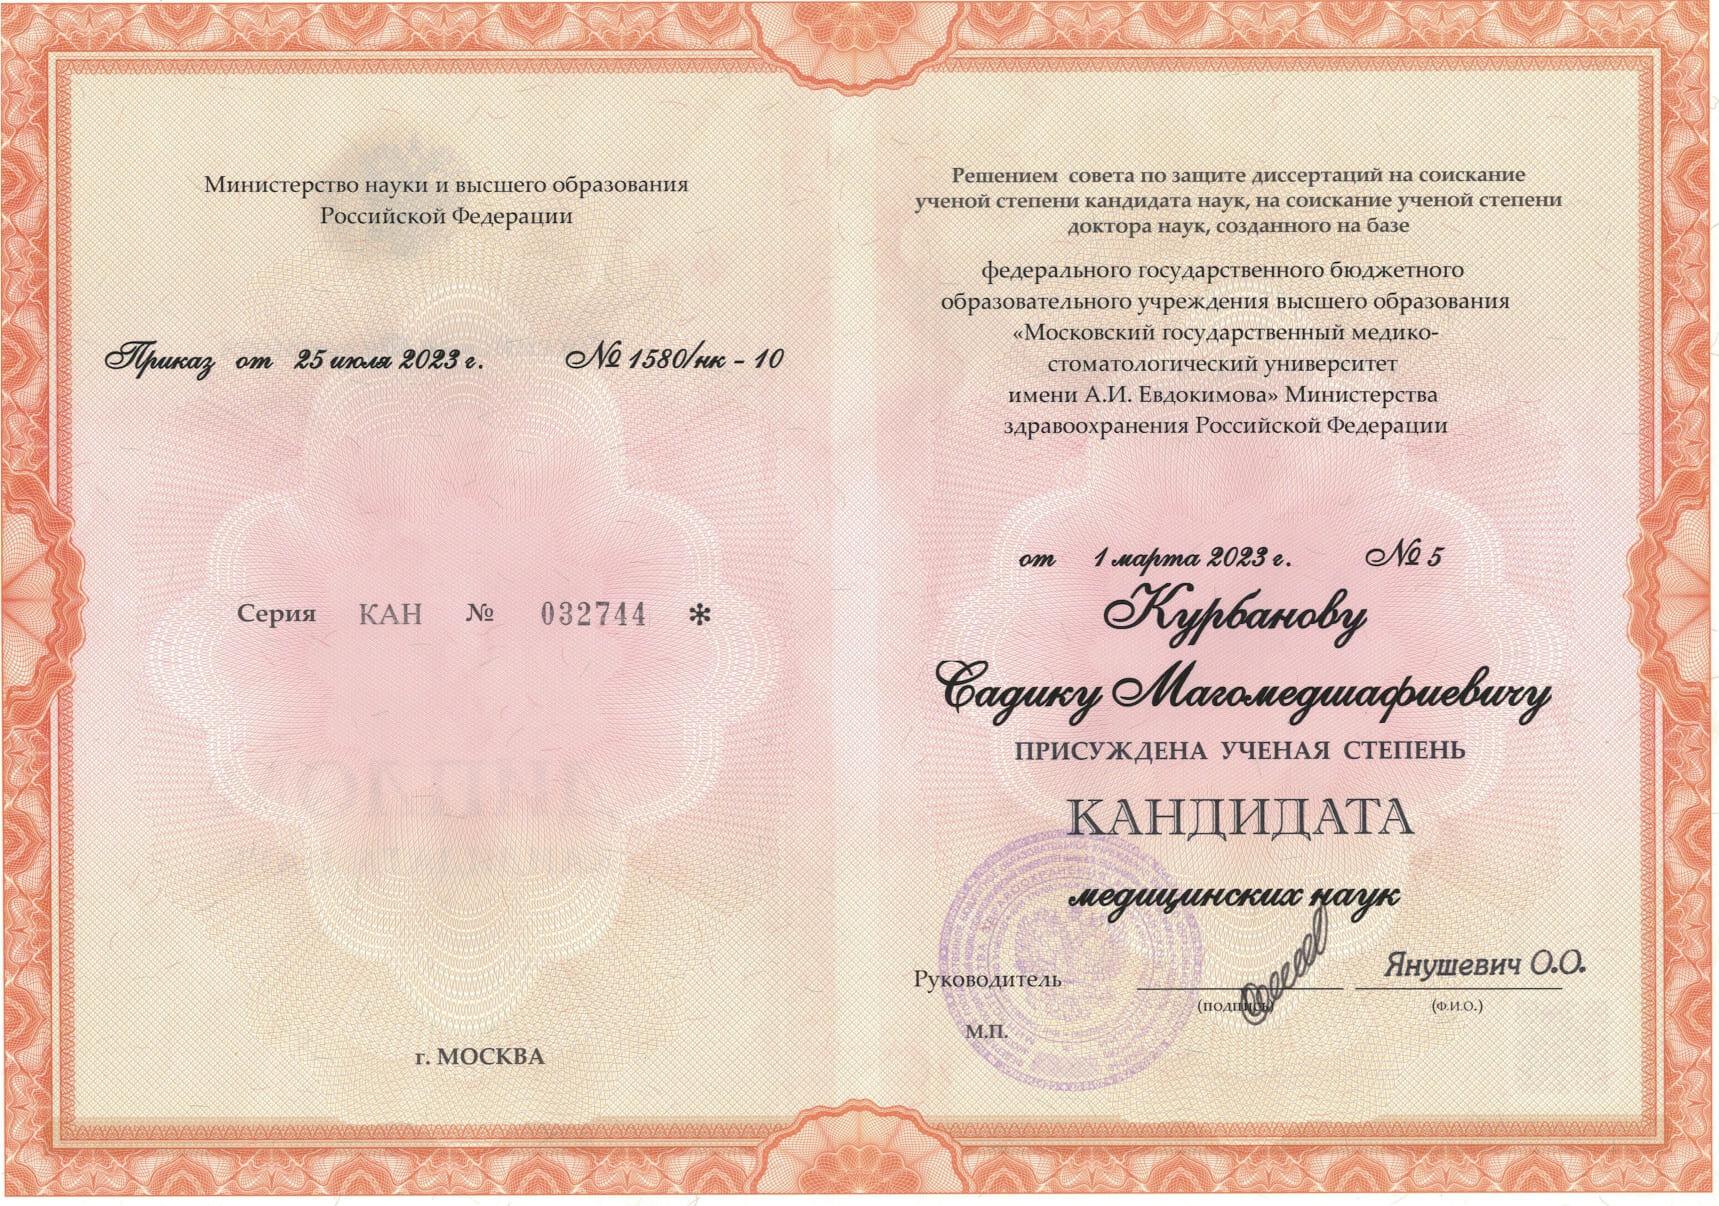 Министерство науки и высшего образования
Российской Федерации
Приказ от 25 июля 2023 г. № 1580/нк - 10
Серия КАН № 032744 *
г. МОСКВА
Решением совета по защите диссертаций на соискание
ученой степени кандидата наук, на соискание ученой степени
доктора наук, созданного на базе
федерального государственного бюджетного
образовательного учреждения высшего образования
«Московский государственный медико-
стоматологический университет
имени А.И. Евдокимова» Министерства
здравоохранения Российской Федерации
от 1 марта 2023 г. № 5
Курбанову
Садику Магомедшафиевичу
ПРИСУЖДЕНА УЧЕНАЯ СТЕПЕНЬ
КАНДИДАТА
медицинских наук
Руководитель
Янушевич О.О.
(подпись)
(Ф.И.О.)
М.П.